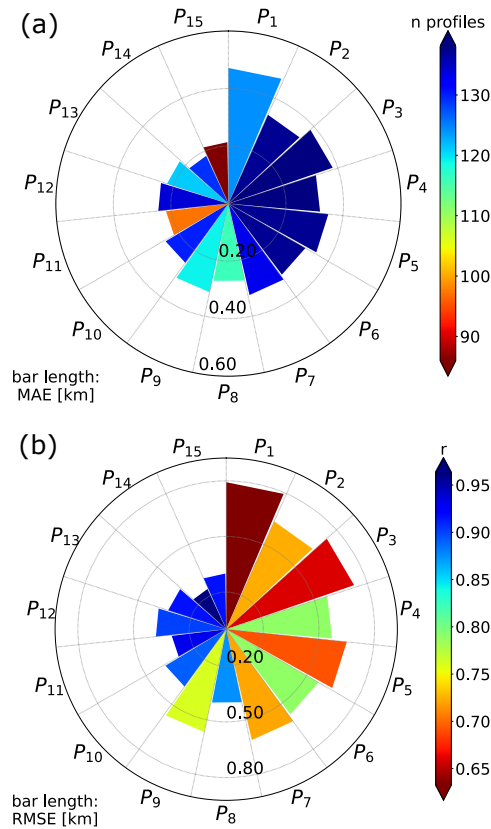 (a)
n profiles
P15
P1
P14
P2
P13
P3
P12
P4
P11
P5
P10
P6
P9
P8
P7
0.20
0.40
0.60
130
120
110
100
90
bar length:
MAE [km]
(b)
r
P15
P1
P14
P2
P13
P3
P12
P4
P11
P5
P10
P6
P9
P8
P7
0.20
0.50
0.80
0.95
0.90
0.85
0.80
0.75
0.70
0.65
bar length:
RMSE [km]